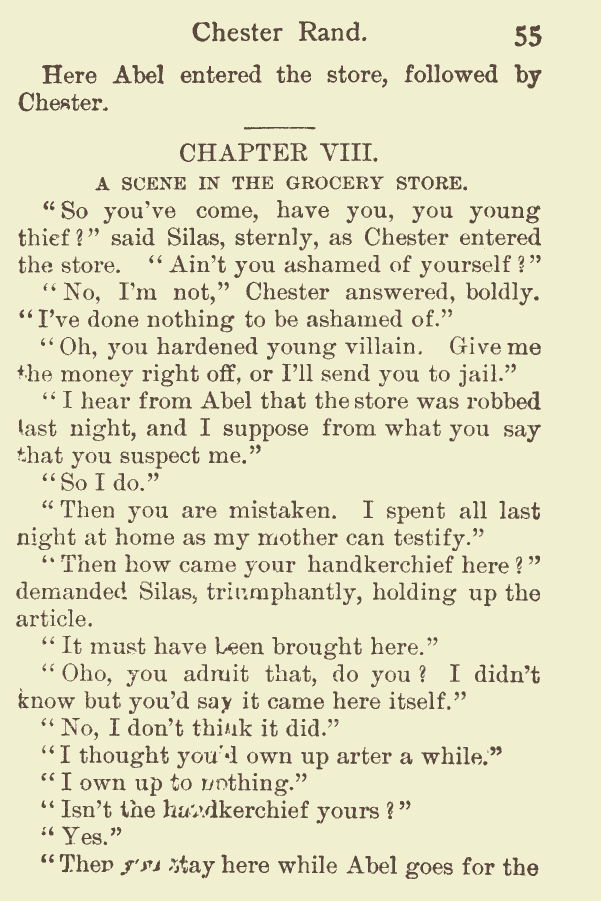 Chester Rand. 55
Here Abel entered the store, followed by
Chester.
CHAPTER VIII.
A SCENE IN THE GROCERY STORE.
“So you’ve come, have you, you young
thief?” said Silas, sternly, as Chester entered
the store. “Ain’t you ashamed of yourself?”
“No, I’m not,” Chester answered, boldly.
“I’ve done nothing to be ashamed of.”
“Oh, you hardened young villain. Give me
the money right off, or I’ll send you to jail.”
“I hear from Abel that the store was robbed
last night, and I suppose from what you say
that you suspect me.”
“So I do.”
“Then you are mistaken. I spent all last
night at home as my mother can testify.”
“Then how came your handkerchief here?”
demanded Silas, triumphantly, holding up the
article.
“It must have been brought here.”
“Oho, you admit that, do you? I didn’t
know but you’d say it came here itself.”
“No, I don’t think it did.”
“I thought you’d own up arter a while.”
“I own up to nothing.”
“Isn’t the handkerchief yours?”
“Yes.”
“Then you stay here while Abel goes for the